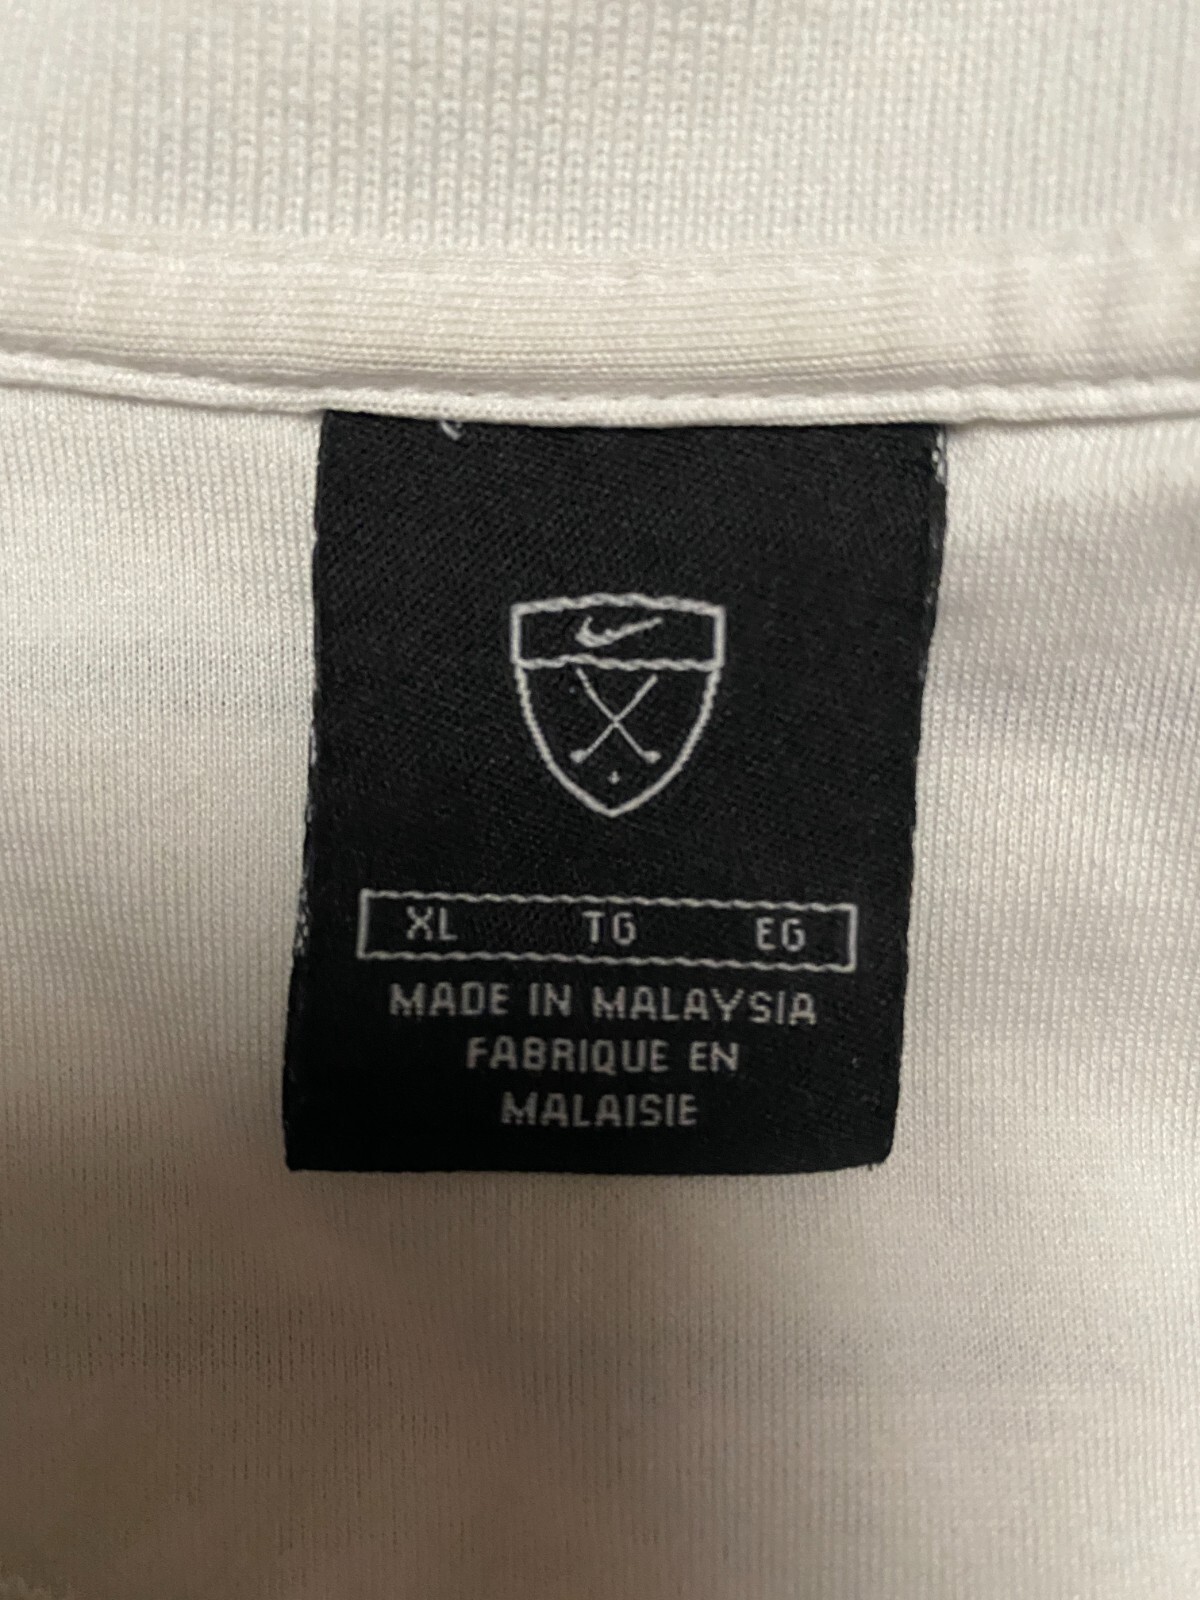 XL TG EG
MADE IN MALAYSIA
FABRIQUE EN
MALAISIE